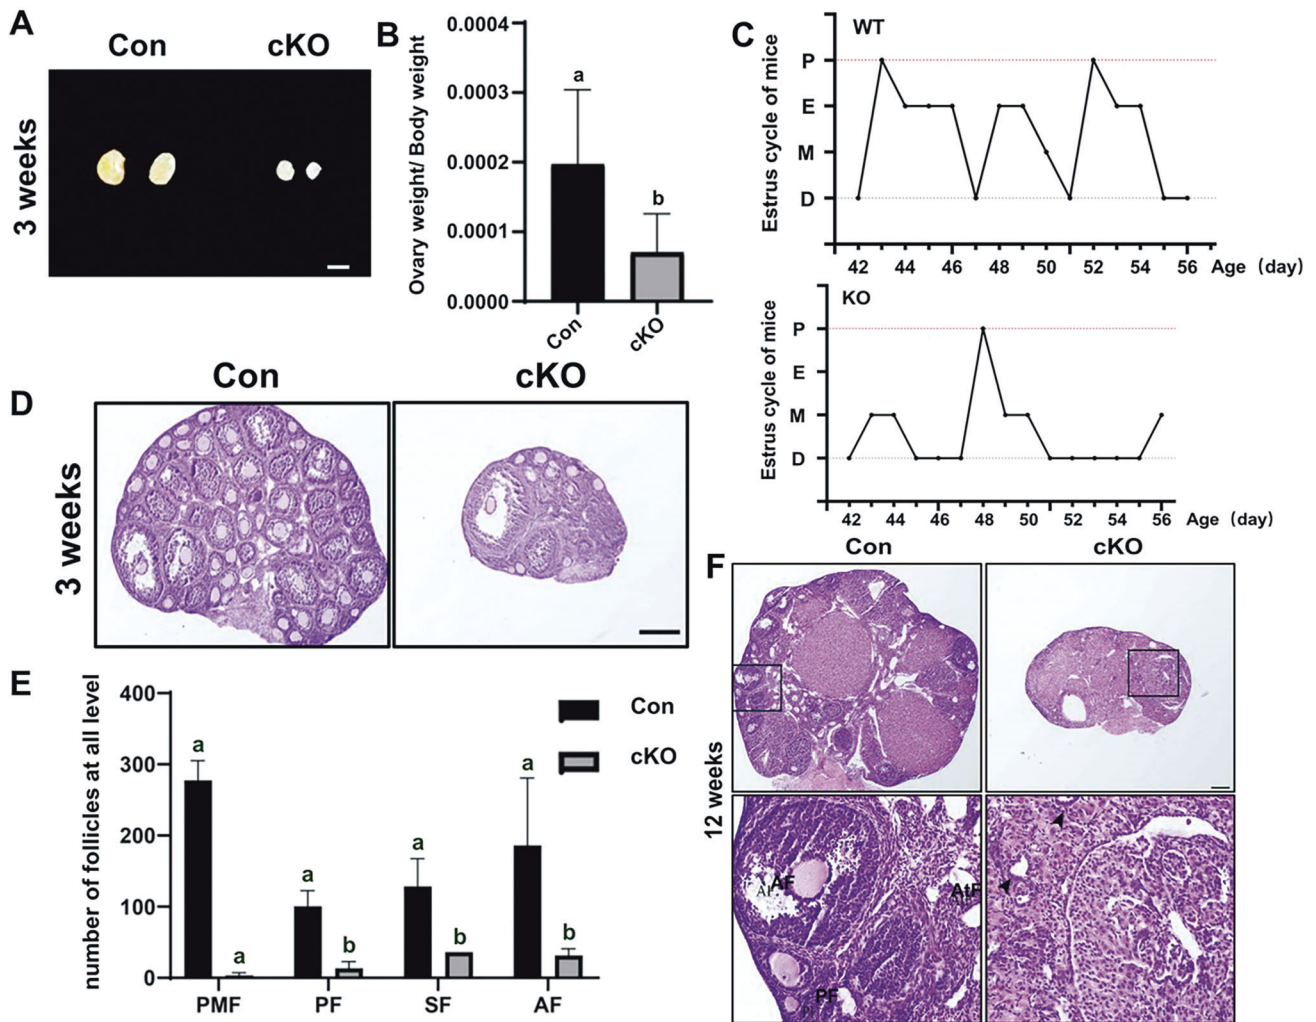 A
Con cKO
3 weeks
B
Ovary weight/ Body weight
0.0004
0.0003
0.0002
0.0001
0.0000
a
b
Con
cKO
C
WT
Estrus cycle of mice
P
E
M
D
42 44 46 48 50 52 54 56 Age (day)
KO
Estrus cycle of mice
P
E
M
D
42 44 46 48 50 52 54 56 Age (day)
D
Con cKO
3 weeks
E
number of follicles at all level
400
300
200
100
0
Con
cKO
a a
a b
a b
a b
PMF PF SF AF
F
Con cKO
12 weeks
AF
AF
AtF
PF
PF